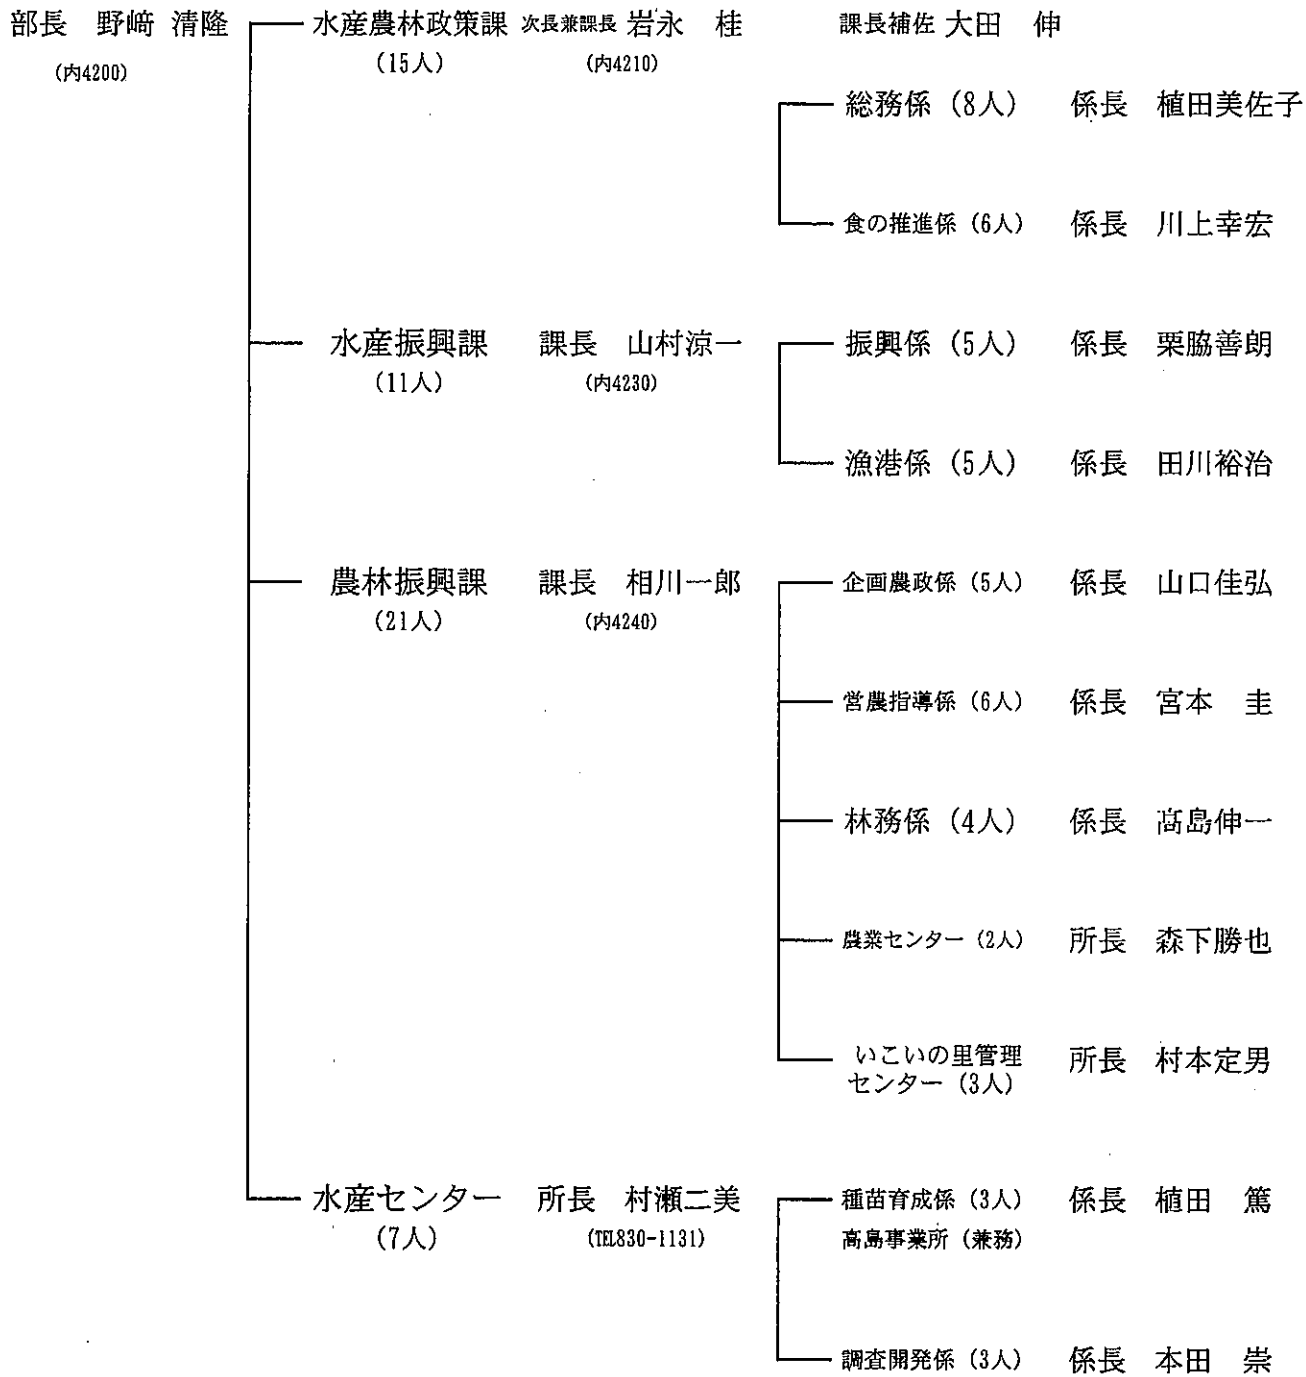 部長　野﨑 清隆　水産農林政策課　次長兼課長 岩永　桂　課長補佐 大田　伸
(内4200)　(15人)　(内4210)
総務係（8人）　係長　植田美佐子
食の推進係（6人）　係長　川上幸宏
水産振興課　課長　山村涼一　振興係（5人）　係長　栗脇善朗
(11人)　(内4230)
漁港係（5人）　係長　田川裕治
農林振興課　課長　相川一郎　企画農政係（5人）　係長　山口佳弘
(21人)　(内4240)
営農指導係（6人）　係長　宮本　圭
林務係（4人）　係長　髙島伸一
農業センター（2人）　所長　森下勝也
いこいの里管理　所長　村本定男
センター（3人）
水産センター　所長　村瀬二美　種苗育成係（3人）　係長　植田　篤
(7人)　(TEL830-1131)　高島事業所（兼務）
調査開発係（3人）　係長　本田　崇